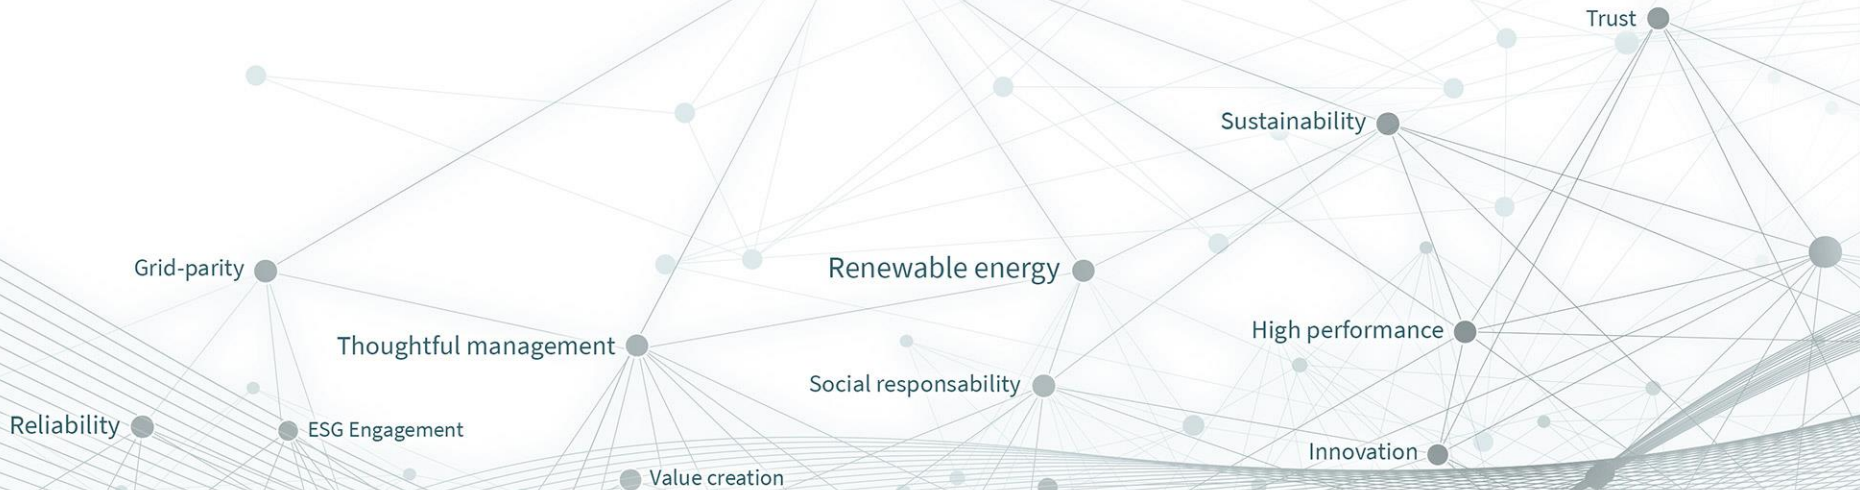 Trust
Sustainability
Grid-parity
Renewable energy
High performance
Thoughtful management
Social responsability
Reliability
ESG Engagement
Innovation
Value creation